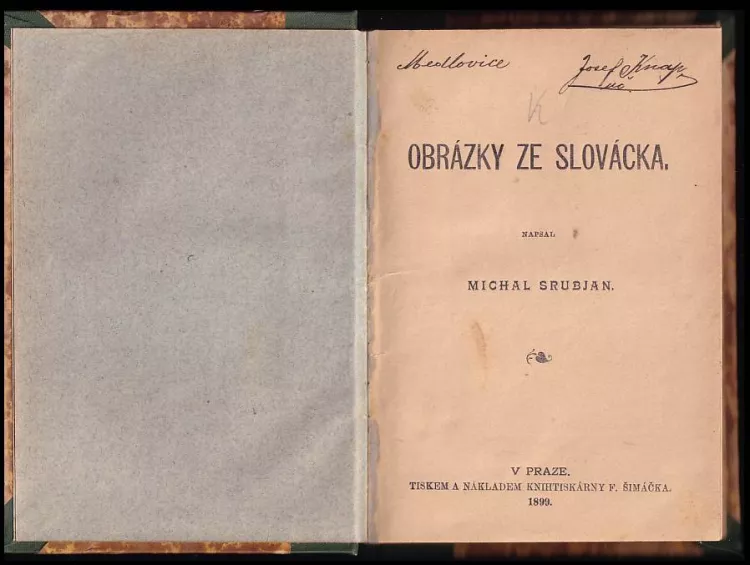 Medlovice
Josef Knap
K
OBRÁZKY ZE SLOVÁCKA.
NAPSAL
MICHAL SRUBJAN.
V PRAZE.
TISKEM A NÁKLADEM KNIHTISKÁRNY F. ŠIMÁČKA.
1899.